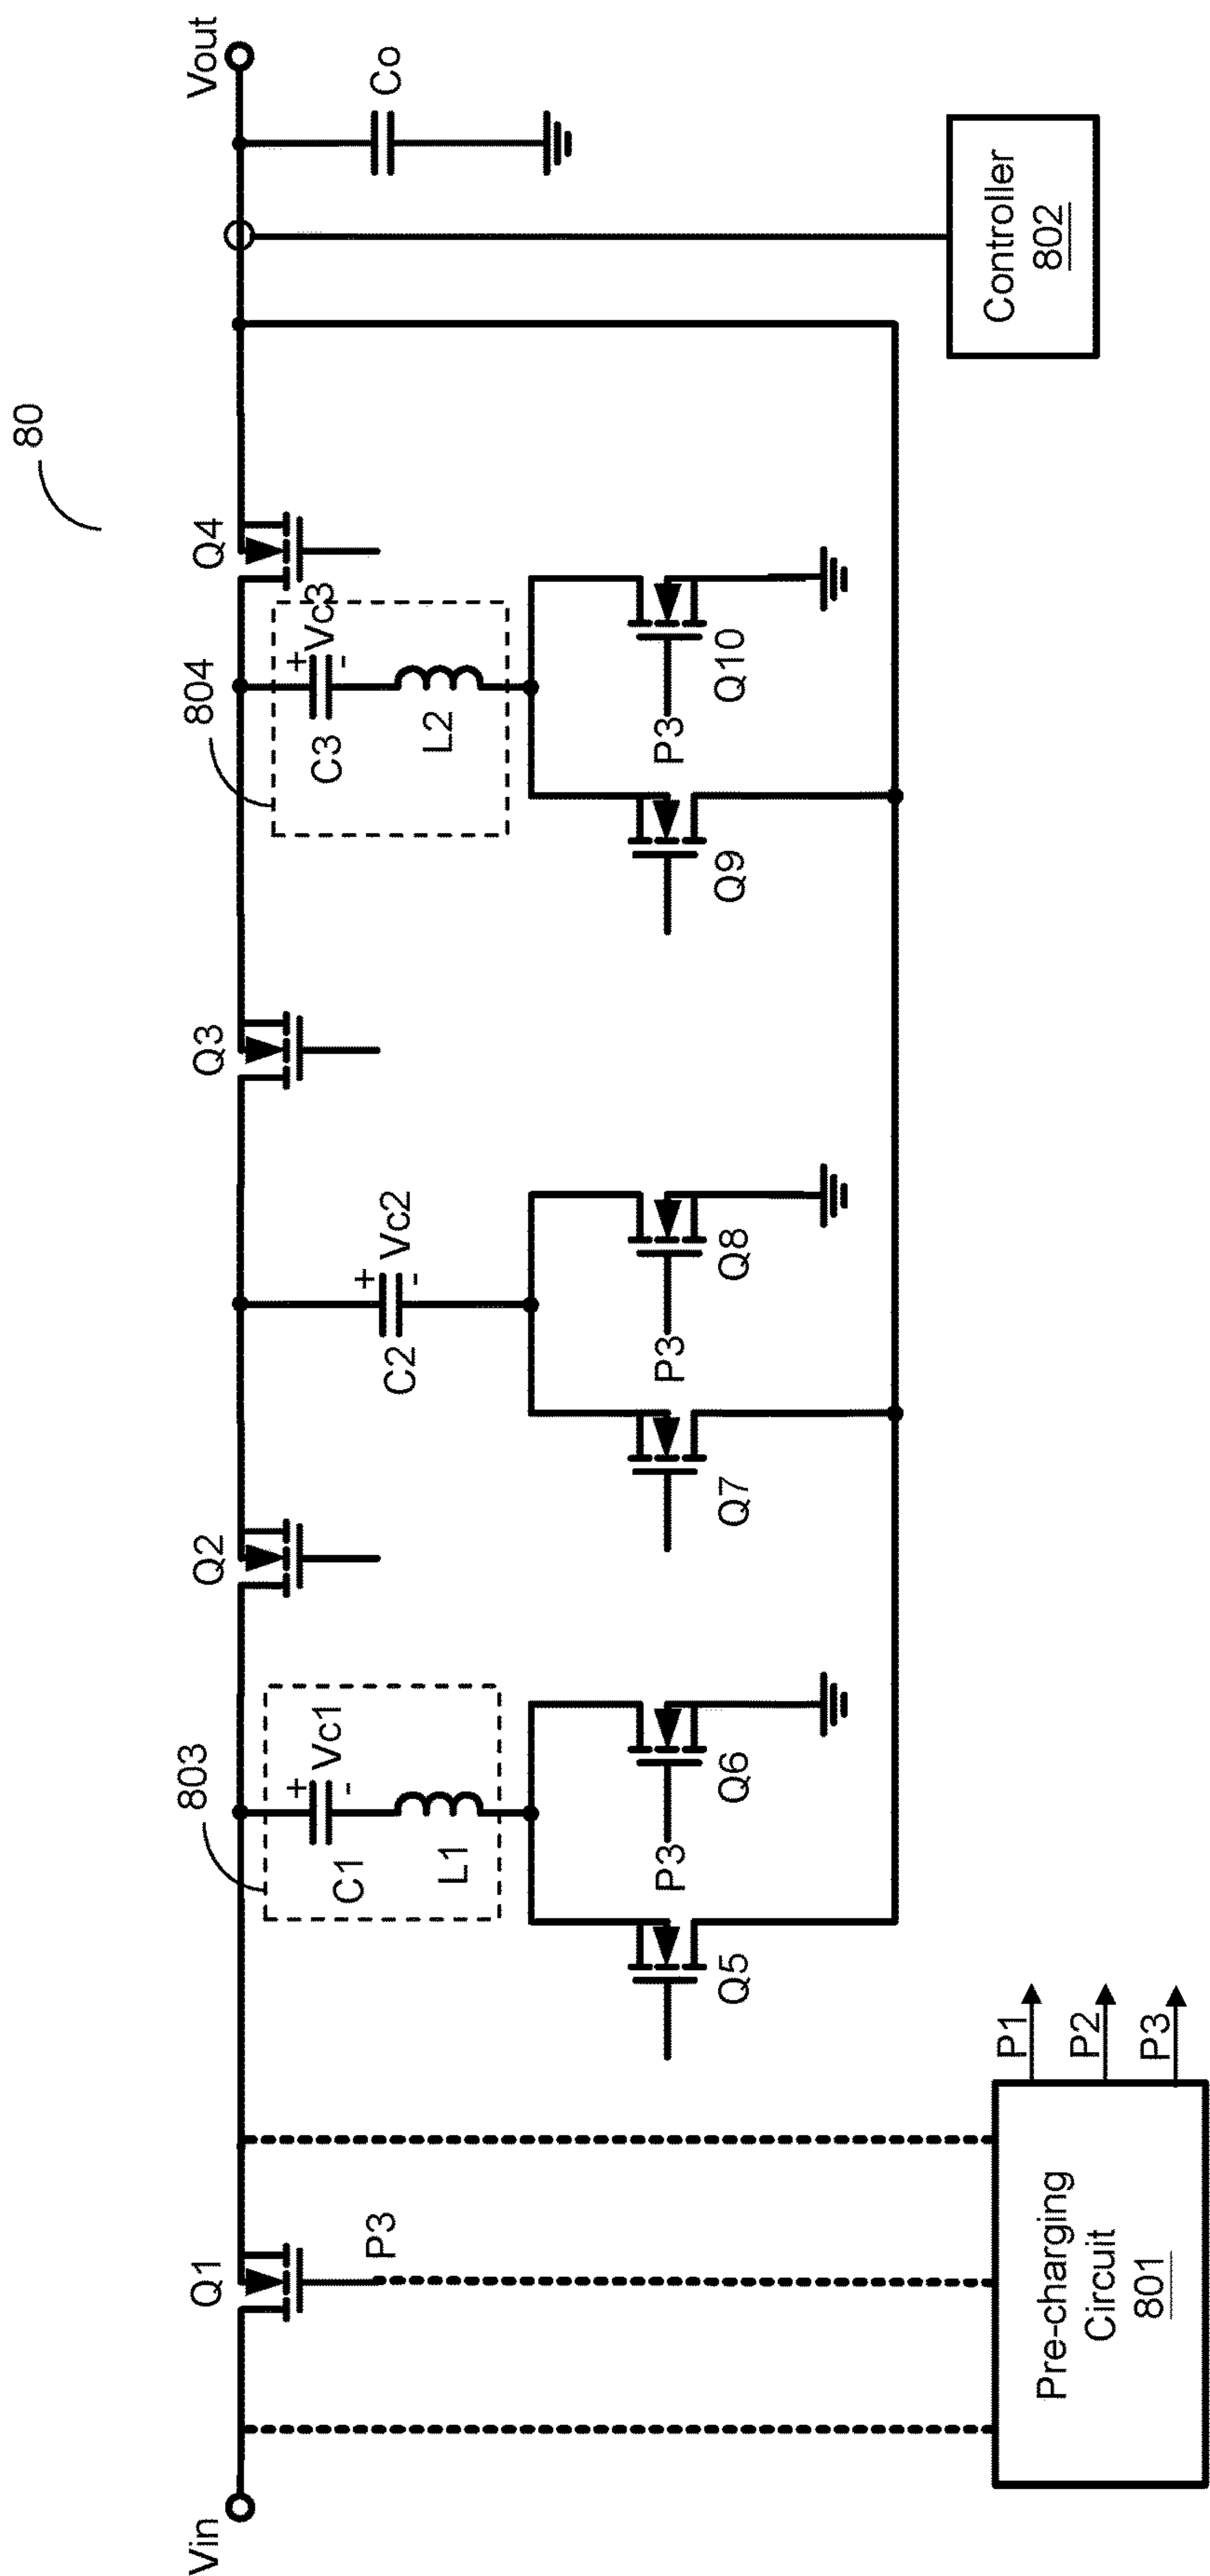 80
Vin
Q1
P3
803
C1
+
Vc1
-
L1
Q2
C2
+
Vc2
-
Q3
804
C3
+
Vc3
-
L2
Q4
Vout
Co
Q5
P3
Q6
Q7
P3
Q8
Q9
P3
Q10
Pre-charging
Circuit
801
P1
P2
P3
Controller
802